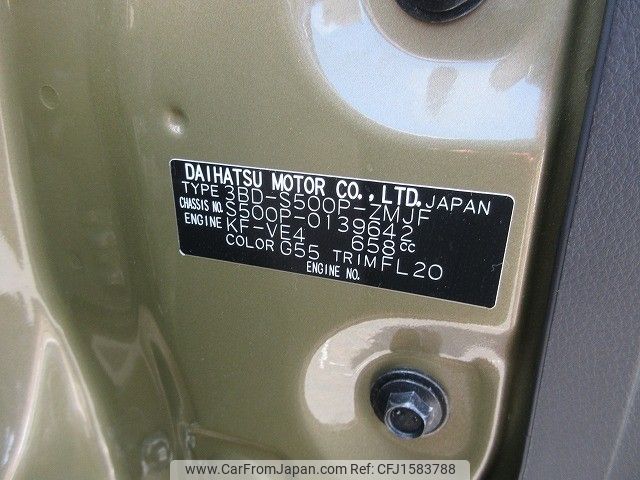 DAIHATSU MOTOR CO.,LTD. JAPAN
TYPE 3BD-S500P-ZMJF
CHASSIS NO. S500P-0139642
ENGINE KF-VE4 658cc
COLOR G55 TRIM FL20
ENGINE NO.
www.CarFromJapan.com - CFJ1583788